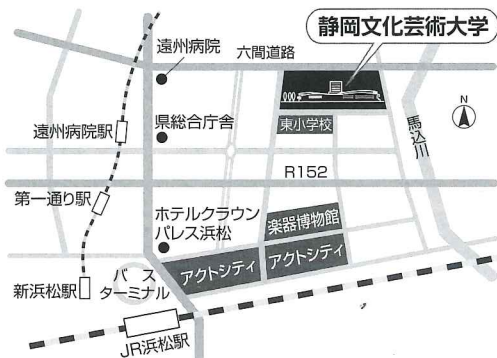 静岡文化芸術大学
遠州病院
六間道路
N
東小学校
馬込川
県総合庁舎
遠州病院駅
R152
第一通り駅
楽器博物館
ホテルクラウン
パレス浜松
アクトシティ
アクトシティ
バス
ターミナル
新浜松駅
JR浜松駅